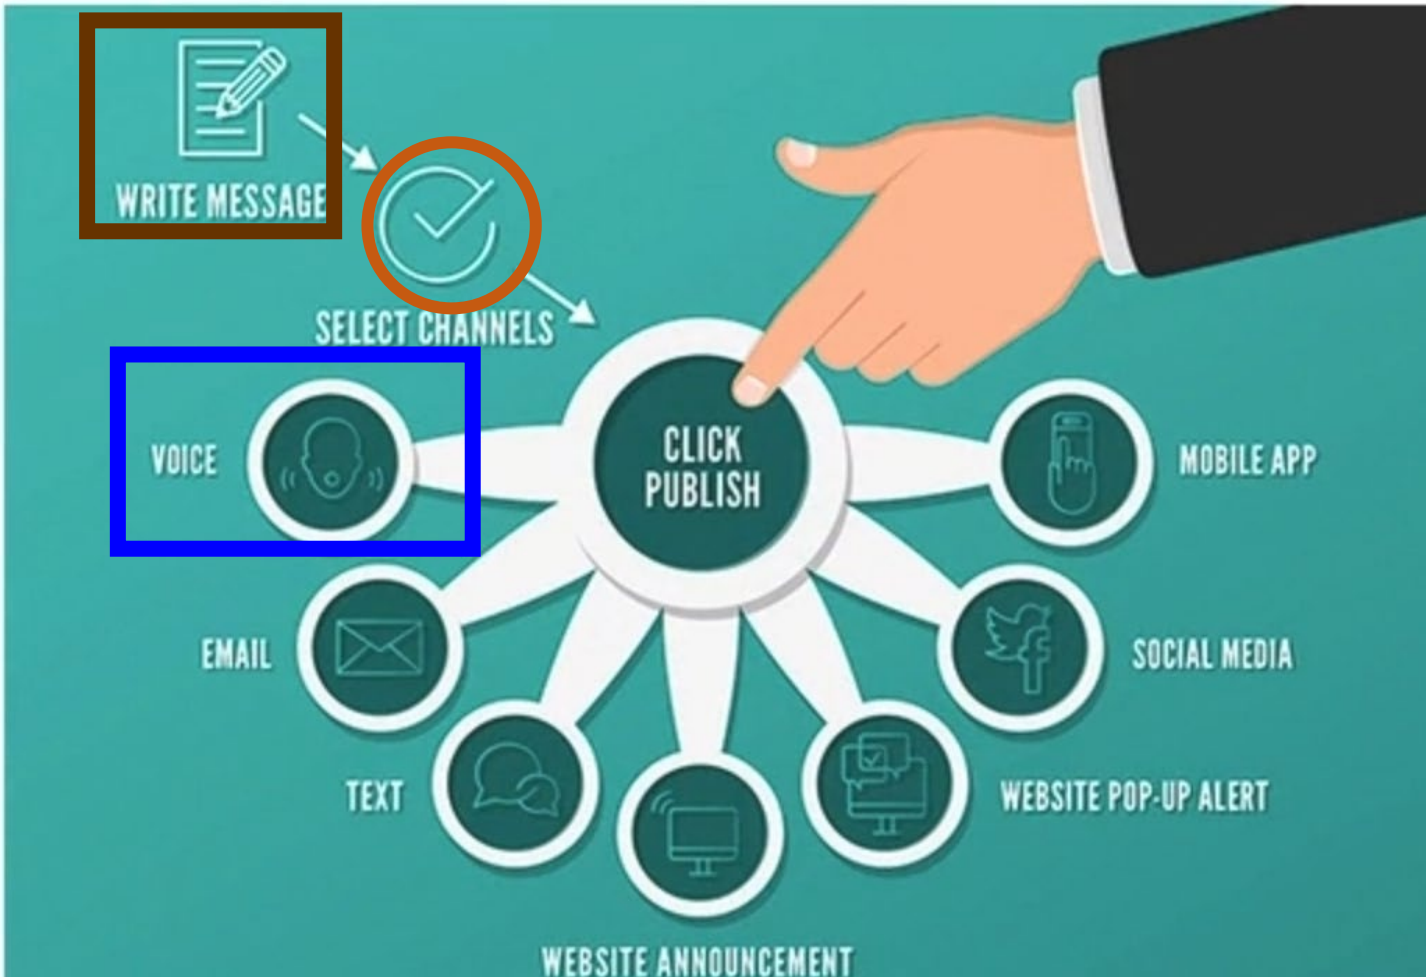 WRITE MESSAGE
SELECT CHANNELS
CLICK
PUBLISH
VOICE
MOBILE APP
EMAIL
SOCIAL MEDIA
TEXT
WEBSITE POP-UP ALERT
WEBSITE ANNOUNCEMENT